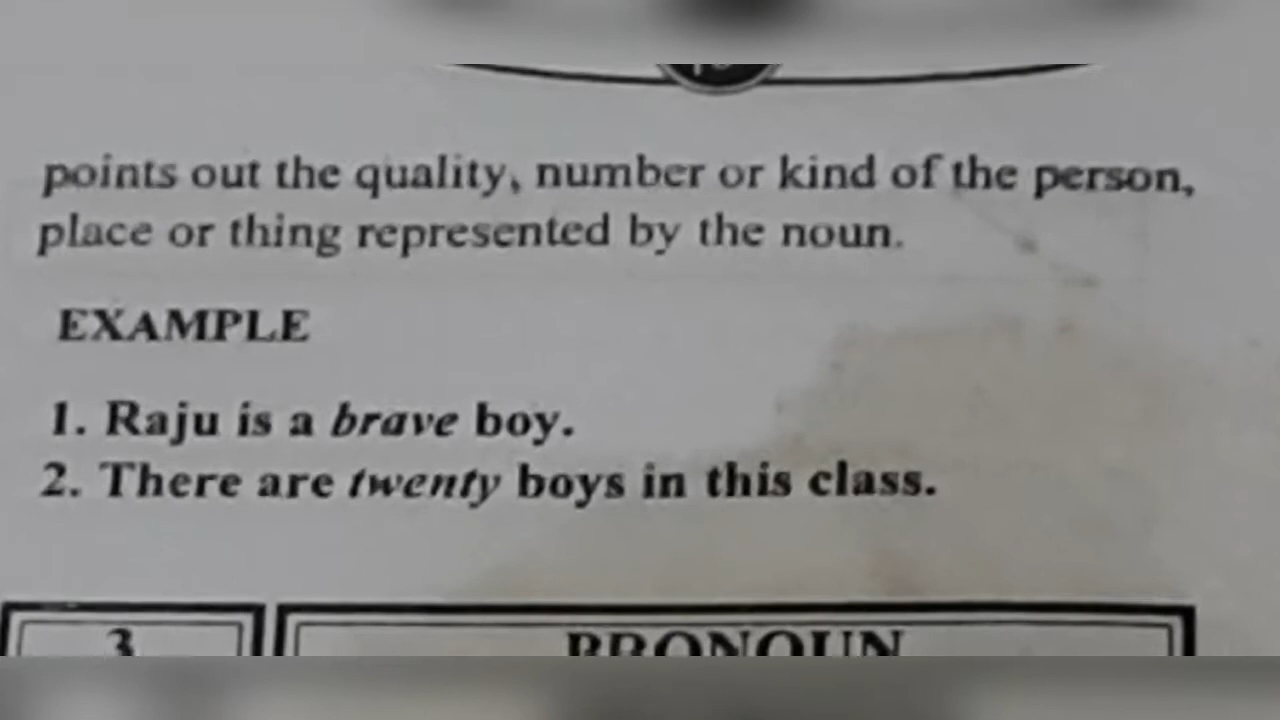 points out the quality, number or kind of the person,
place or thing represented by the noun.
EXAMPLE
1. Raju is a brave boy.
2. There are twenty boys in this class.
3 PRONOUN